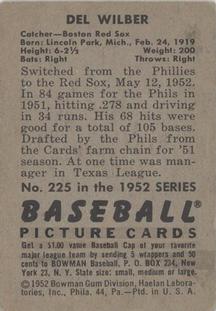 DEL WILBER
Catcher—Boston Red Sox
Born: Lincoln Park, Mich., Feb. 24, 1919
Height: 6-2½ Weight: 200
Bats: Right Throws: Right
Switched from the Phillies
to the Red Sox, May 12, 1952.
In 84 games for the Phils in
1951, hitting .278 and driving
in 34 runs. His 68 hits were
good for a total of 105 bases.
Drafted by the Phils from
the Cards' farm chain for '51
season. At one time was man-
ager in Texas League.
No. 225 in the 1952 SERIES
BASEBALL®
PICTURE CARDS
Get a $1.00 value Baseball Cap of your favorite
major league team by sending 5 wrappers and 50
cents to BOWMAN Baseball, P. O. BOX 234, New
York 23, N. Y. State size: small, medium or large.
©1952 Bowman Gum Division, Haelan Labora-
tories, Inc., Phila. 44, Pa.—Prtd. in U. S. A.